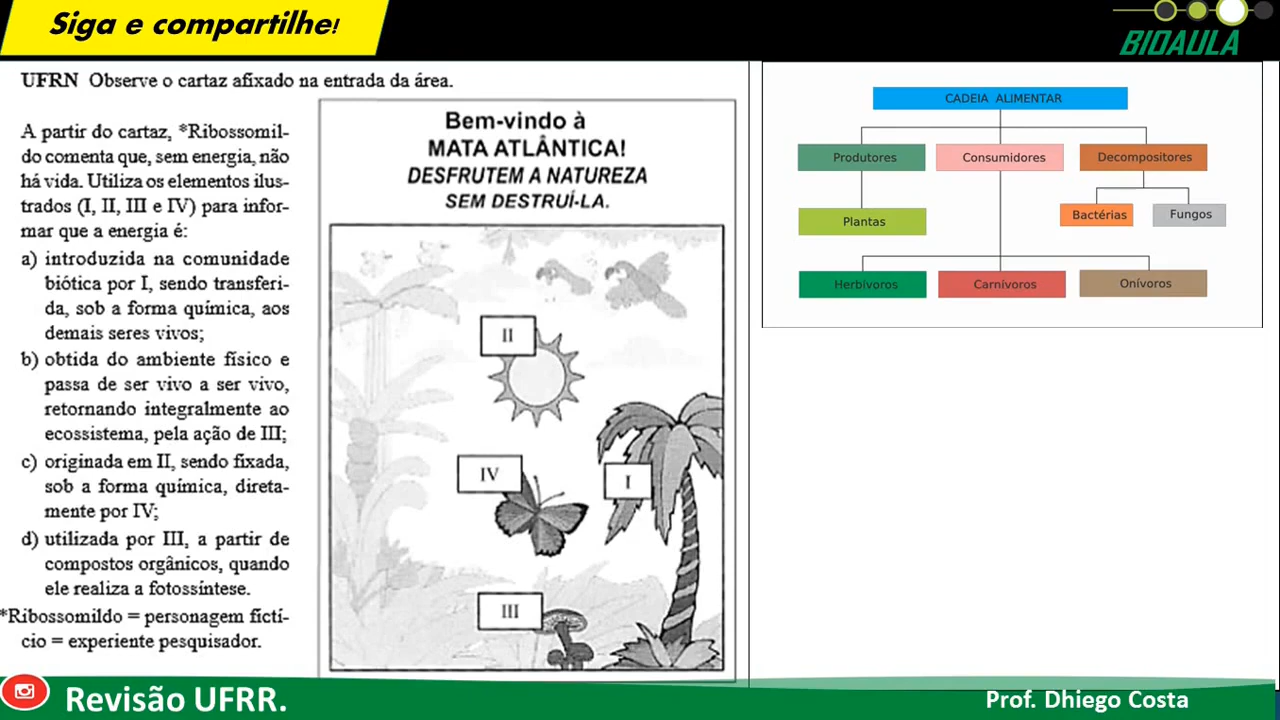 Siga e compartilhe!
BIOAULA
UFRN Observe o cartaz afixado na entrada da área.
A partir do cartaz, *Ribossomil-
do comenta que, sem energia, não
há vida. Utiliza os elementos ilus-
trados (I, II, III e IV) para infor-
mar que a energia é:
a) introduzida na comunidade
biótica por I, sendo transferi-
da, sob a forma química, aos
demais seres vivos;
b) obtida do ambiente físico e
passa de ser vivo a ser vivo,
retornando integralmente ao
ecossistema, pela ação de III;
c) originada em II, sendo fixada,
sob a forma química, direta-
mente por IV;
d) utilizada por III, a partir de
compostos orgânicos, quando
ele realiza a fotossíntese.
*Ribossomildo = personagem fictí-
cio = experiente pesquisador.
Bem-vindo à
MATA ATLÂNTICA!
DESFRUTEM A NATUREZA
SEM DESTRUÍ-LA.
II
IV
I
III
CADEIA ALIMENTAR
Produtores
Consumidores
Decompositores
Plantas
Bactérias
Fungos
Herbívoros
Carnívoros
Onívoros
Revisão UFRR.
Prof. Dhiego Costa